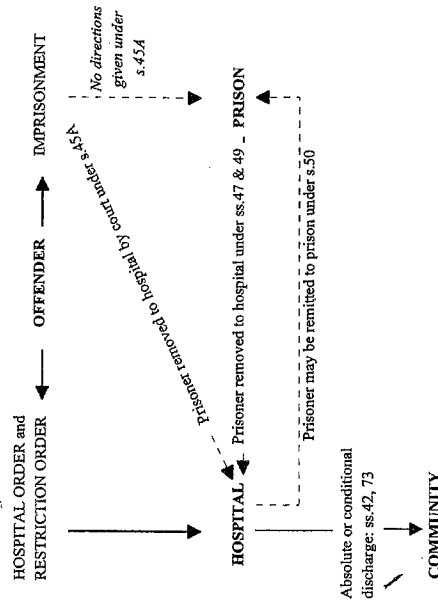 HOSPITAL ORDER and
RESTRICTION ORDER
OFFENDER
IMPRISONMENT
No directions
given under
s.45A
Prisoner removed to hospital by court under s.45A
HOSPITAL
Prisoner removed to hospital under ss.47 & 49
PRISON
Prisoner may be remitted to prison under s.50
Absolute or conditional
discharge: ss.42, 73
COMMUNITY